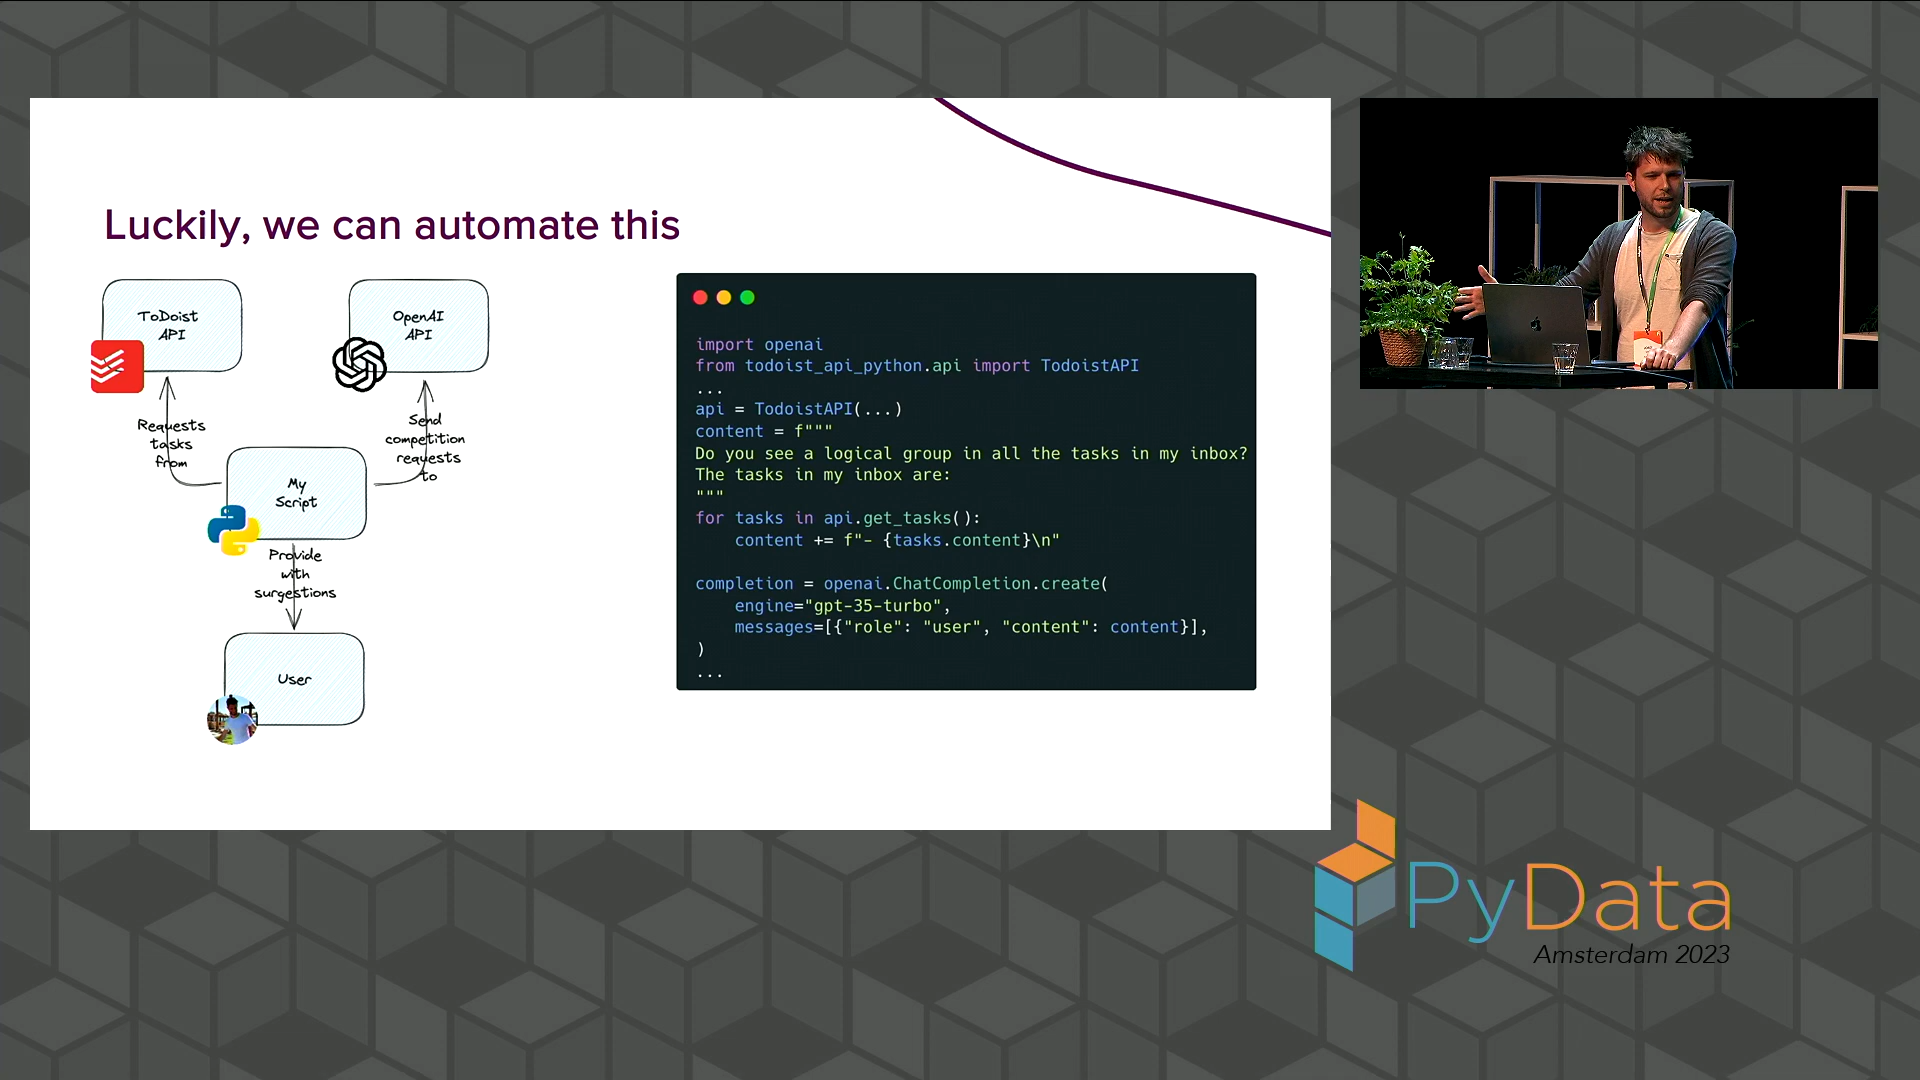 Luckily, we can automate this
ToDoist
API
OpenAI
API
Requests
tasks
from
Send
competition
requests
to
My
Script
Provide
with
surgestions
User
import openai
from todoist_api_python.api import TodoistAPI
...
api = TodoistAPI(...)
content = f"""
Do you see a logical group in all the tasks in my inbox?
The tasks in my inbox are:
"""
for tasks in api.get_tasks():
    content += f"- {tasks.content}\n"
completion = openai.ChatCompletion.create(
    engine="gpt-35-turbo",
    messages=[{"role": "user", "content": content}],
)
...
PyData
Amsterdam 2023